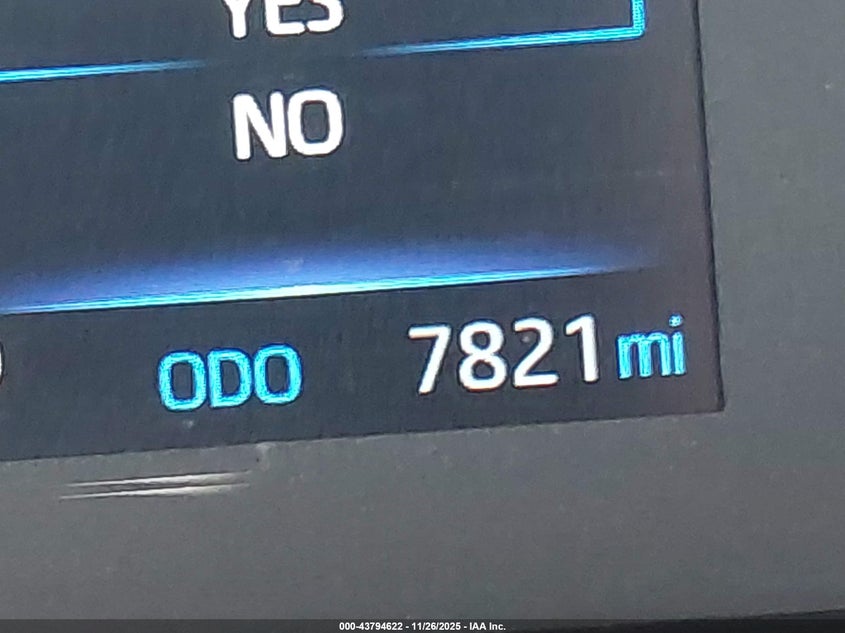 YES
NO
ODO 7821 mi
000-43794622 - 11/26/2025 - IAA Inc.